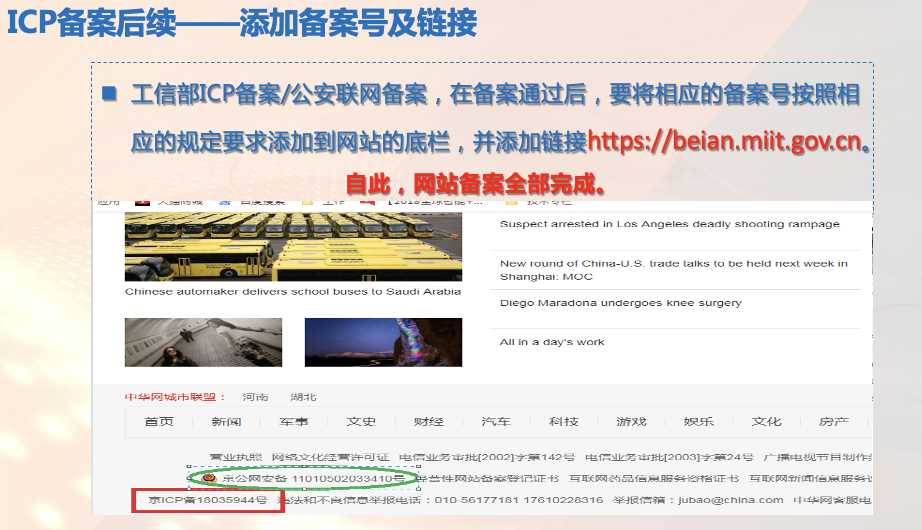 ICP备案后续——添加备案号及链接
工信部ICP备案/公安联网备案，在备案通过后，要将相应的备案号按照相
应的规定要求添加到网站的底栏，并添加链接https://beian.miit.gov.cn。
自此，网站备案全部完成。
应用 天猫商城 百度搜索 工作
Suspect arrested in Los Angeles deadly shooting rampage
New round of China-U.S. trade talks to be held next week in
Shanghai: MOC
Chinese automaker delivers school buses to Saudi Arabia
Diego Maradona undergoes knee surgery
All in a day's work
中华网城市联盟： 河南 湖北
首页 新闻 军事 文史 财经 汽车 科技 游戏 娱乐 文化 房产
营业执照 网络文化经营许可证 电信业务审批[2002]字第142号 电信业务审批[2003]字第24号 广播电视节目制作
京公网安备 11010502033410号 非营性网站备案登记证书 互联网药品信息服务资格证书 互联网新闻信息服务
京ICP备18035944号 违法和不良信息举报电话：010-56177181 17610228316 举报信箱：jubao@china.com 中华网客服电